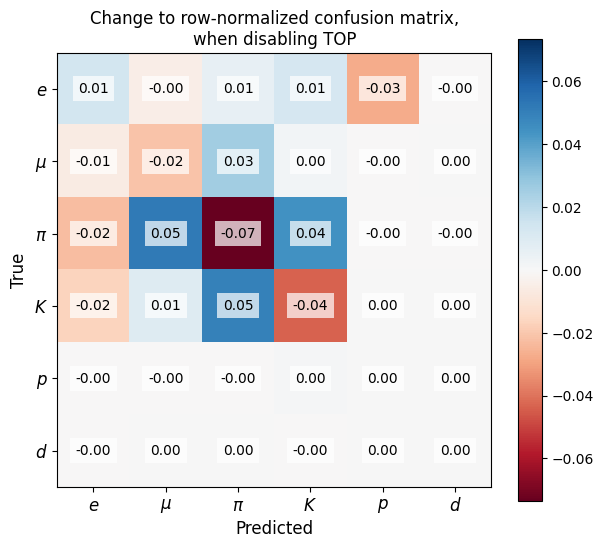 Change to row-normalized confusion matrix,
when disabling TOP
e 0.01 -0.00 0.01 0.01 -0.03 -0.00
μ -0.01 -0.02 0.03 0.00 -0.00 0.00
π -0.02 0.05 -0.07 0.04 -0.00 -0.00
K -0.02 0.01 0.05 -0.04 0.00 0.00
p -0.00 -0.00 -0.00 0.00 0.00 0.00
d -0.00 0.00 0.00 -0.00 0.00 0.00
e μ π K p d
Predicted
True
0.06
0.04
0.02
0.00
−0.02
−0.04
−0.06